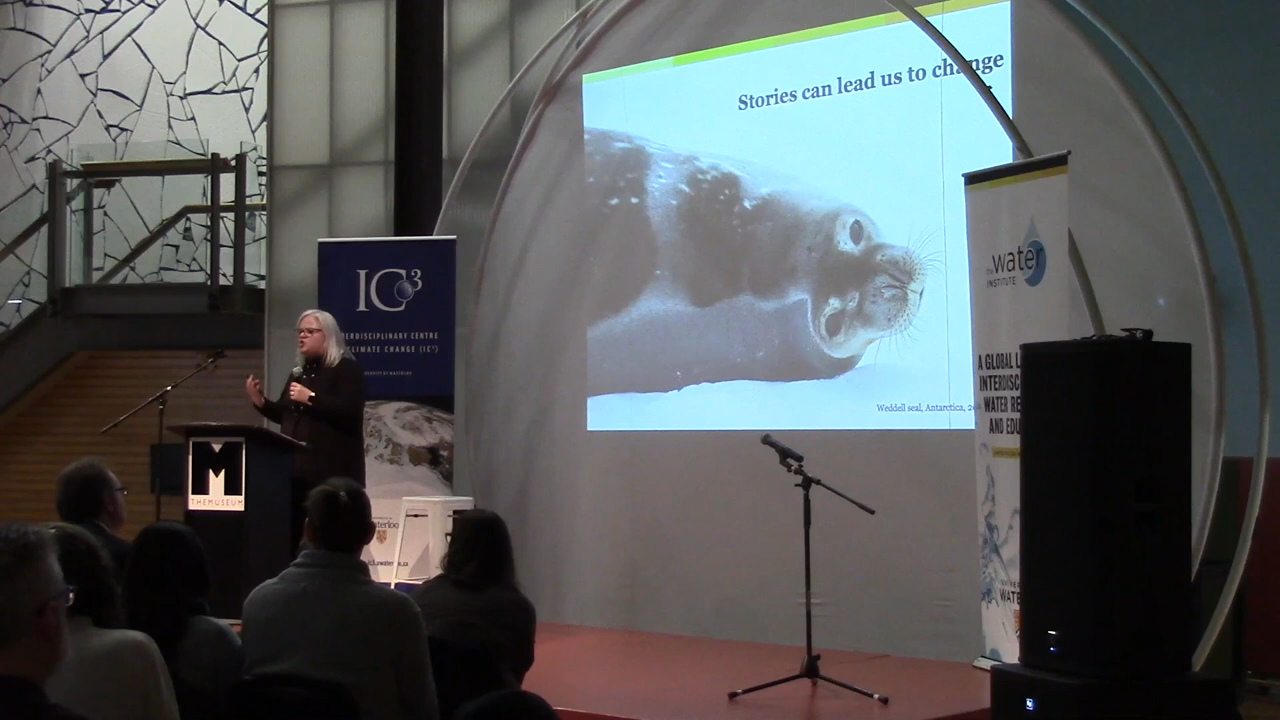 Stories can lead us to change
Weddell seal, Antarctica,
IC³
INTERDISCIPLINARY CENTRE
CLIMATE CHANGE (IC³)
M
THEMUSEUM
the water
INSTITUTE
A GLOBAL
INTERDISC
WATER RE
AND EDU
WATE